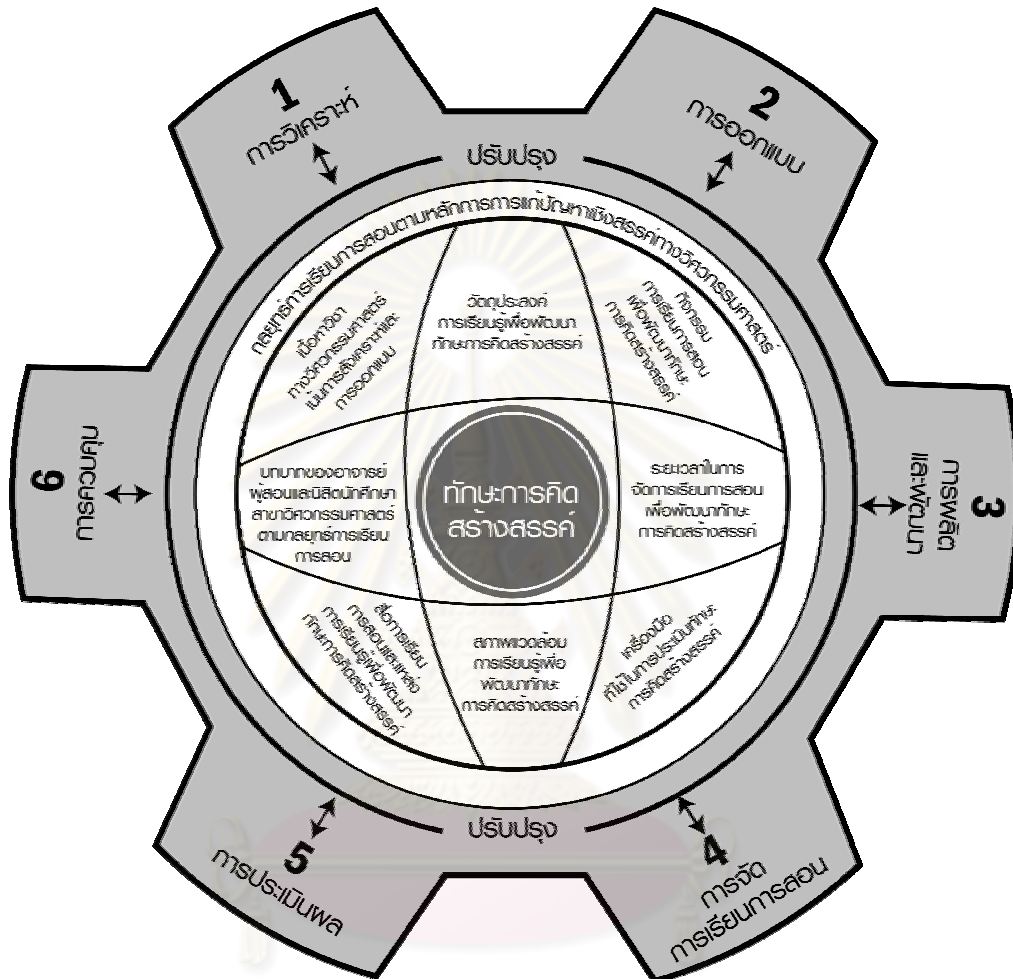 1
การวิเคราะห์
2
การออกแบบ
3
การผลิต
และพัฒนา
4
การจัด
การเรียนการสอน
5
การประเมินผล
6
การควบคุม
ปรับปรุง
กลยุทธ์การเรียนการสอนตามหลักการการแก้ปัญหาเชิงสรรค์ทางวิศวกรรมศาสตร์
เนื้อหาวิชา
ทางวิศวกรรมศาสตร์
เน้นการสังเคราะห์และ
การออกแบบ
วัตถุประสงค์
การเรียนรู้เพื่อพัฒนา
ทักษะการคิดสร้างสรรค์
กิจกรรม
การเรียนการสอน
เพื่อพัฒนาทักษะ
การคิดสร้างสรรค์
บทบาทของอาจารย์
ผู้สอนและนิสิตนักศึกษา
สาขาวิศวกรรมศาสตร์
ตามกลยุทธ์การเรียน
การสอน
ทักษะการคิด
สร้างสรรค์
ระยะเวลาในการ
จัดการเรียนการสอน
เพื่อพัฒนาทักษะ
การคิดสร้างสรรค์
สื่อการเรียน
การสอนและแหล่ง
การเรียนรู้เพื่อพัฒนา
ทักษะการคิดสร้างสรรค์
สภาพแวดล้อม
การเรียนรู้เพื่อ
พัฒนาทักษะ
การคิดสร้างสรรค์
เครื่องมือ
ที่ใช้ในการประเมินทักษะ
การคิดสร้างสรรค์
ปรับปรุง